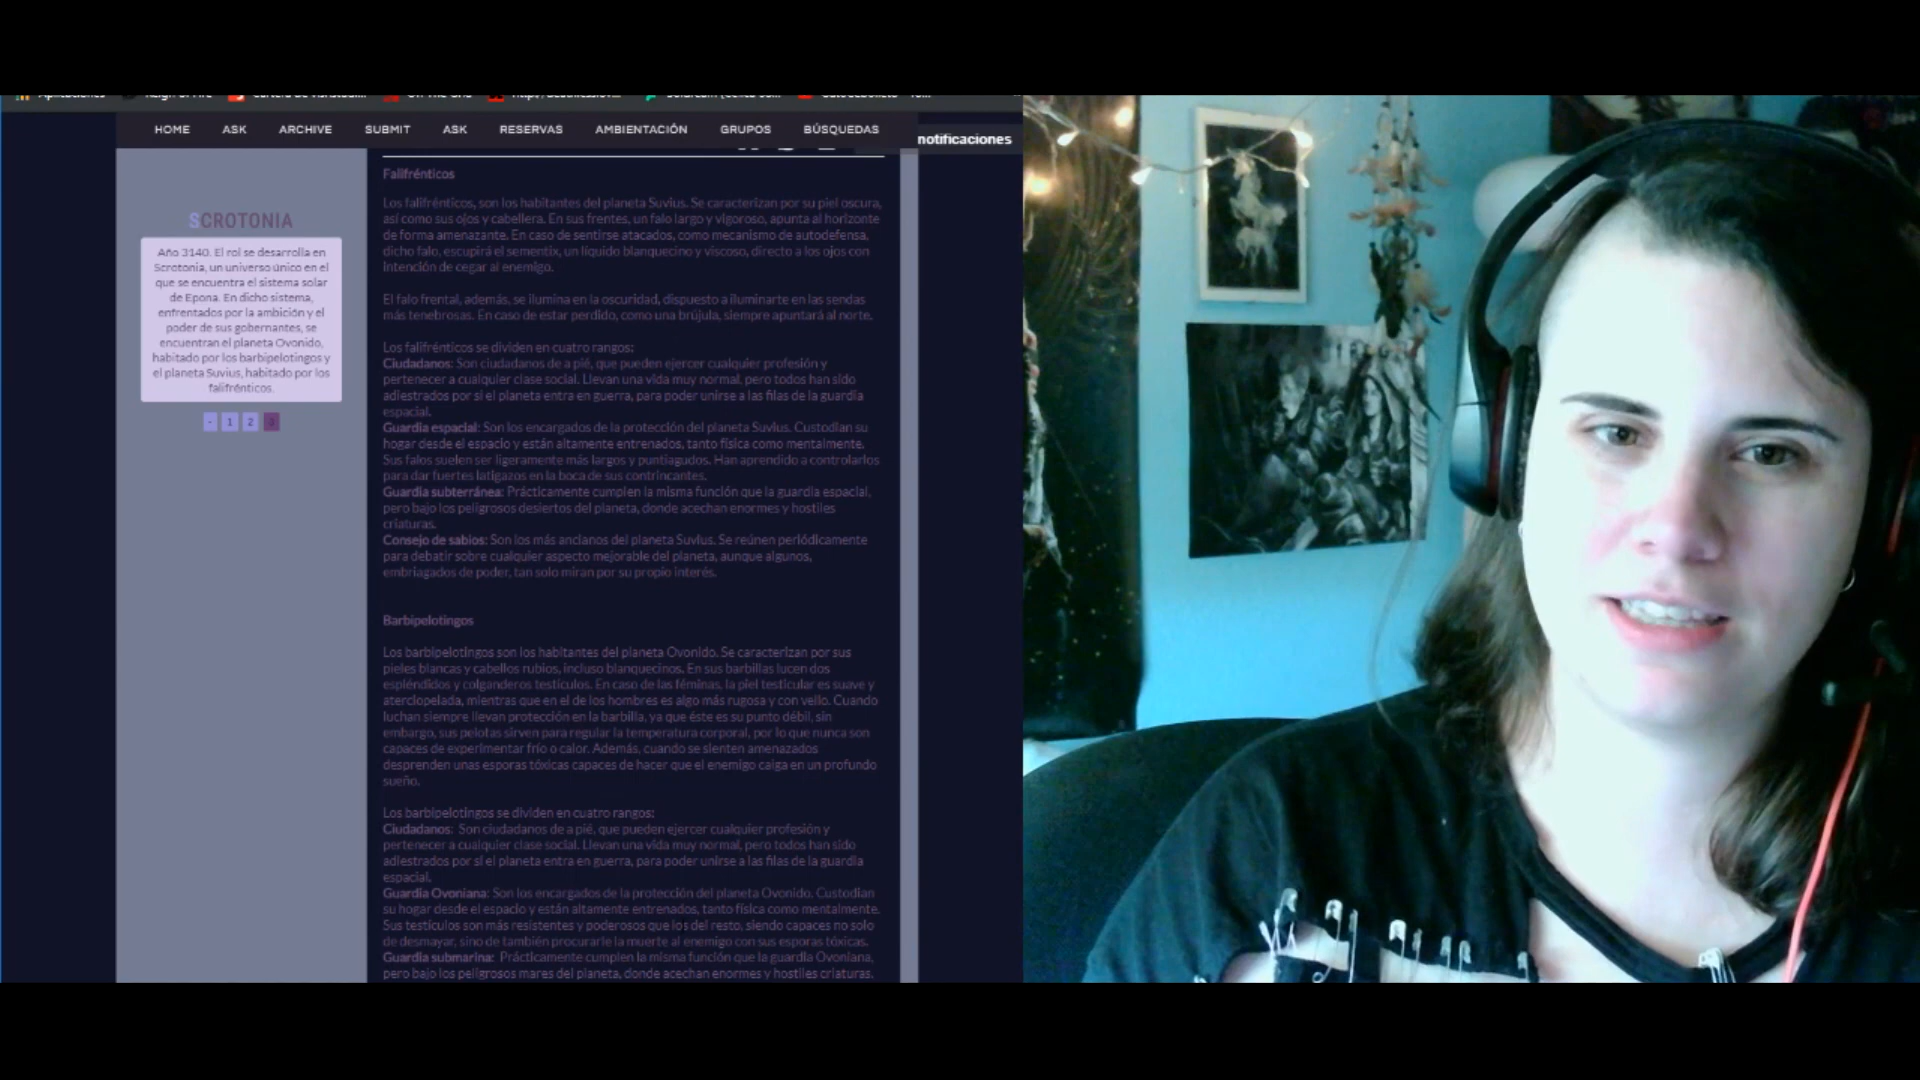 HOME ASK ARCHIVE SUBMIT ASK RESERVAS AMBIENTACIÓN GRUPOS BÚSQUEDAS
notificaciones
SCROTONIA
Año 3140. El rol se desarrolla en
Scrotonia, un universo único en el
que se encuentra el sistema solar
de Epona. En dicho sistema,
enfrentados por la ambición y el
poder de sus gobernantes, se
encuentran el planeta Ovonido,
habitado por los barbipelotingos y
el planeta Suvius, habitado por los
falifrénticos.
- 1 2 3
Falifrénticos
Los falifrénticos, son los habitantes del planeta Suvius. Se caracterizan por su piel oscura,
así como sus ojos y cabellera. En sus frentes, un falo largo y vigoroso, apunta al horizonte
de forma amenazante. En caso de sentirse atacados, como mecanismo de autodefensa,
dicho falo, escupirá el sementix, un líquido blanquecino y viscoso, directo a los ojos con
intención de cegar al enemigo.
El falo frontal, además, se ilumina en la oscuridad, dispuesto a iluminarte en las sendas
más tenebrosas. En caso de estar perdido, como una brújula, siempre apuntará al norte.
Los falifrénticos se dividen en cuatro rangos:
Ciudadanos: Son ciudadanos de a pié, que pueden ejercer cualquier profesión y
pertenecer a cualquier clase social. Llevan una vida muy normal, pero todos han sido
adiestrados por si el planeta entra en guerra, para poder unirse a las filas de la guardia
espacial.
Guardia espacial: Son los encargados de la protección del planeta Suvius. Custodian su
hogar desde el espacio y están altamente entrenados, tanto física como mentalmente.
Sus falos suelen ser ligeramente más largos y puntiagudos. Han aprendido a controlarlos
para dar fuertes latigazos en la boca de sus contrincantes.
Guardia subterránea: Prácticamente cumplen la misma función que la guardia espacial,
pero bajo los peligrosos desiertos del planeta, donde acechan enormes y hostiles
criaturas.
Consejo de sabios: Son los más ancianos del planeta Suvius. Se reúnen periódicamente
para debatir sobre cualquier aspecto mejorable del planeta, aunque algunos,
embriagados de poder, tan solo miran por su propio interés.
Barbipelotingos
Los barbipelotingos son los habitantes del planeta Ovonido. Se caracterizan por sus
pieles blancas y cabellos rubios, incluso blanquecinos. En sus barbillas lucen dos
espléndidos y colganderos testículos. En caso de las féminas, la piel testicular es suave y
aterciopelada, mientras que en el de los hombres es algo más rugosa y con vello. Cuando
luchan siempre llevan protección en la barbilla, ya que éste es su punto débil, sin
embargo, sus pelotas sirven para regular la temperatura corporal, por lo que nunca son
capaces de experimentar frío o calor. Además, cuando se sienten amenazados
desprenden unas esporas tóxicas capaces de hacer que el enemigo caiga en un profundo
sueño.
Los barbipelotingos se dividen en cuatro rangos:
Ciudadanos: Son ciudadanos de a pié, que pueden ejercer cualquier profesión y
pertenecer a cualquier clase social. Llevan una vida muy normal, pero todos han sido
adiestrados por si el planeta entra en guerra, para poder unirse a las filas de la guardia
espacial.
Guardia Ovoniana: Son los encargados de la protección del planeta Ovonido. Custodian
su hogar desde el espacio y están altamente entrenados, tanto física como mentalmente.
Sus testículos son más resistentes y poderosos que los del resto, siendo capaces no solo
de desmayar, sino de también procurarle la muerte al enemigo con sus esporas tóxicas.
Guardia submarina: Prácticamente cumplen la misma función que la guardia Ovoniana,
pero bajo los peligrosos mares del planeta, donde acechan enormes y hostiles criaturas.